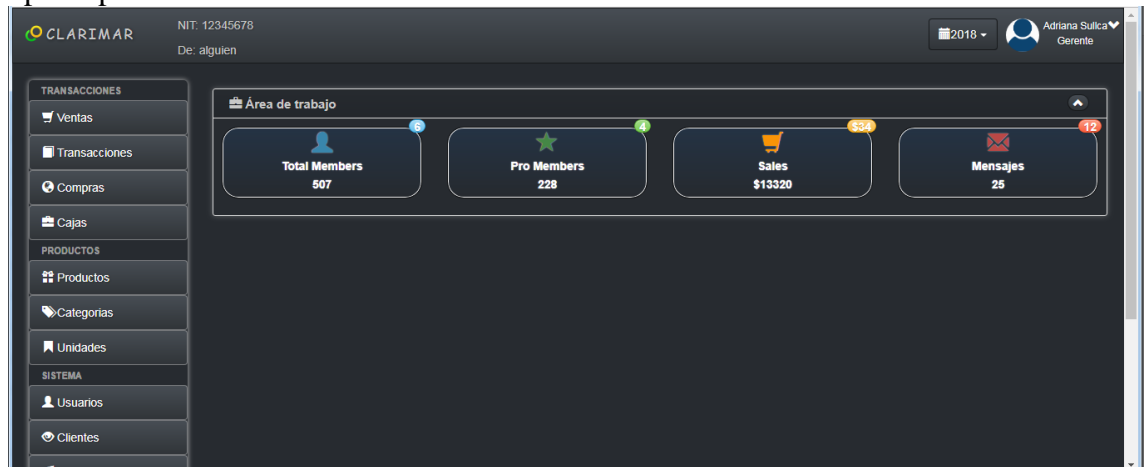 CLARIMAR
NIT: 12345678
De: alguien
2018
Adriana Sullca
Gerente
TRANSACCIONES
Ventas
Transacciones
Compras
Cajas
PRODUCTOS
Productos
Categorias
Unidades
SISTEMA
Usuarios
Clientes
Área de trabajo
6
Total Members
507
4
Pro Members
228
$34
Sales
$13320
12
Mensajes
25